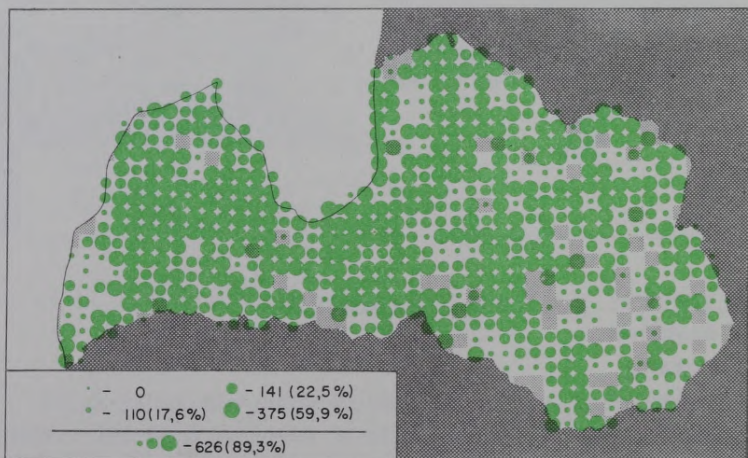 - 0 - 141 (22,5%)
- 110 (17,6%) - 375 (59,9%)
- 626 (89,3%)